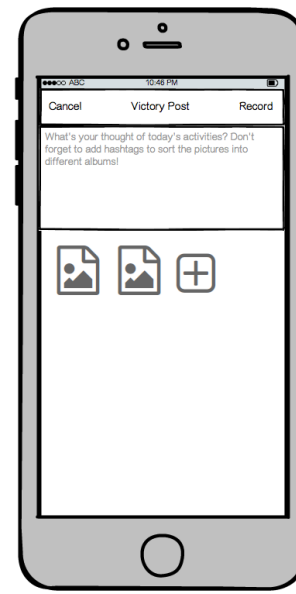 ABC 10:46 PM
Cancel Victory Post Record
What's your thought of today's activities? Don't
forget to add hashtags to sort the pictures into
different albums!